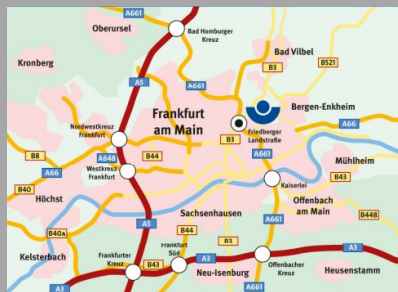 A661
Oberursel
Bad Homburger
Kreuz
Bad Vilbel
Kronberg
B3
B521
A5
A661
Frankfurt
am Main
Bergen-Enkheim
Nordwestkreuz
Frankfurt
Friedberger
Landstraße
A66
B3
B8
A648
B44
A661
Mühlheim
A66
Westkreuz
Frankfurt
B43
B40
Kaiserlei
Höchst
Offenbach
am Main
Sachsenhausen
A5
B448
A661
B40A
B44
Frankfurt
Süd
B3
Kelsterbach
Frankfurter
Kreuz
B43
A3
A3
Offenbacher
Kreuz
Neu-Isenburg
Heusenstamm
A3
A661